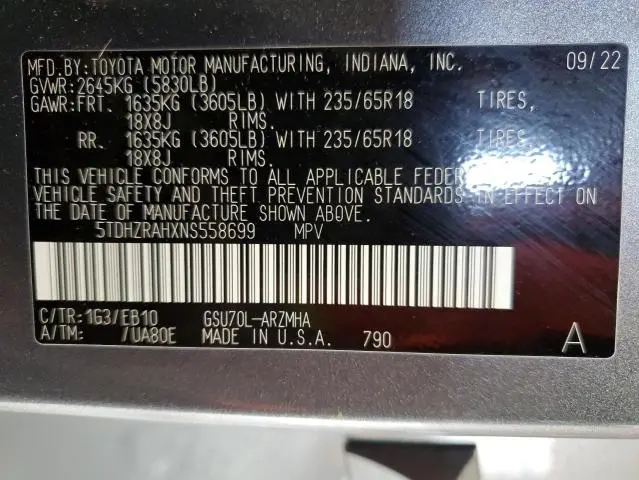 MFD.BY:TOYOTA MOTOR MANUFACTURING, INDIANA, INC. 09/22
GVWR:2645KG (5830LB)
GAWR:FRT. 1635KG (3605LB) WITH 235/65R18 TIRES,
18X8J RIMS.
RR. 1635KG (3605LB) WITH 235/65R18 TIRES,
18X8J RIMS.
THIS VEHICLE CONFORMS TO ALL APPLICABLE FEDERAL
VEHICLE SAFETY AND THEFT PREVENTION STANDARDS IN EFFECT ON
THE DATE OF MANUFACTURE SHOWN ABOVE.
5TDHZRAHXNS558699 MPV
C/TR:1G3/EB10 GSU70L-ARZMHA
A/TM: /UA80E MADE IN U.S.A. 790 A